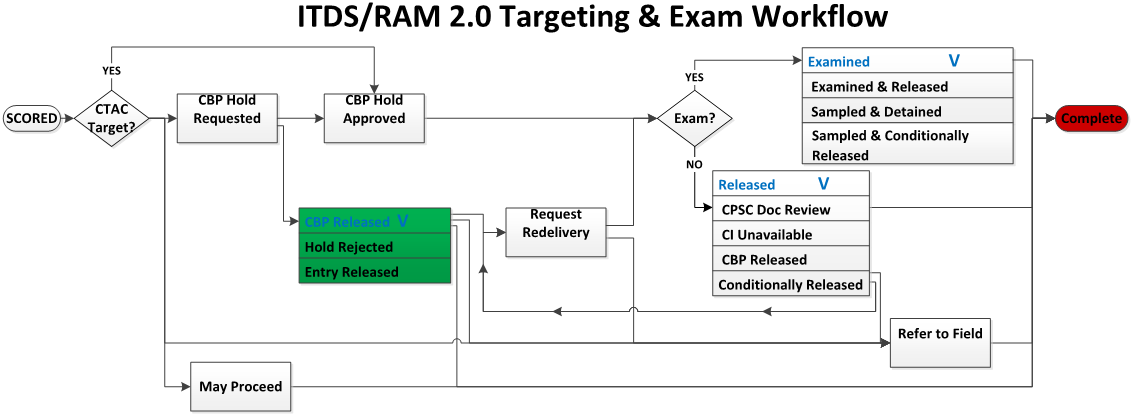 ITDS/RAM 2.0 Targeting & Exam Workflow
YES
SCORED
CTAC
Target?
CBP Hold
Requested
CBP Hold
Approved
YES
Exam?
NO
Examined V
Examined & Released
Sampled & Detained
Sampled & Conditionally
Released
Complete
CBP Released V
Hold Rejected
Entry Released
Request
Redelivery
Released V
CPSC Doc Review
CI Unavailable
CBP Released
Conditionally Released
Refer to Field
May Proceed